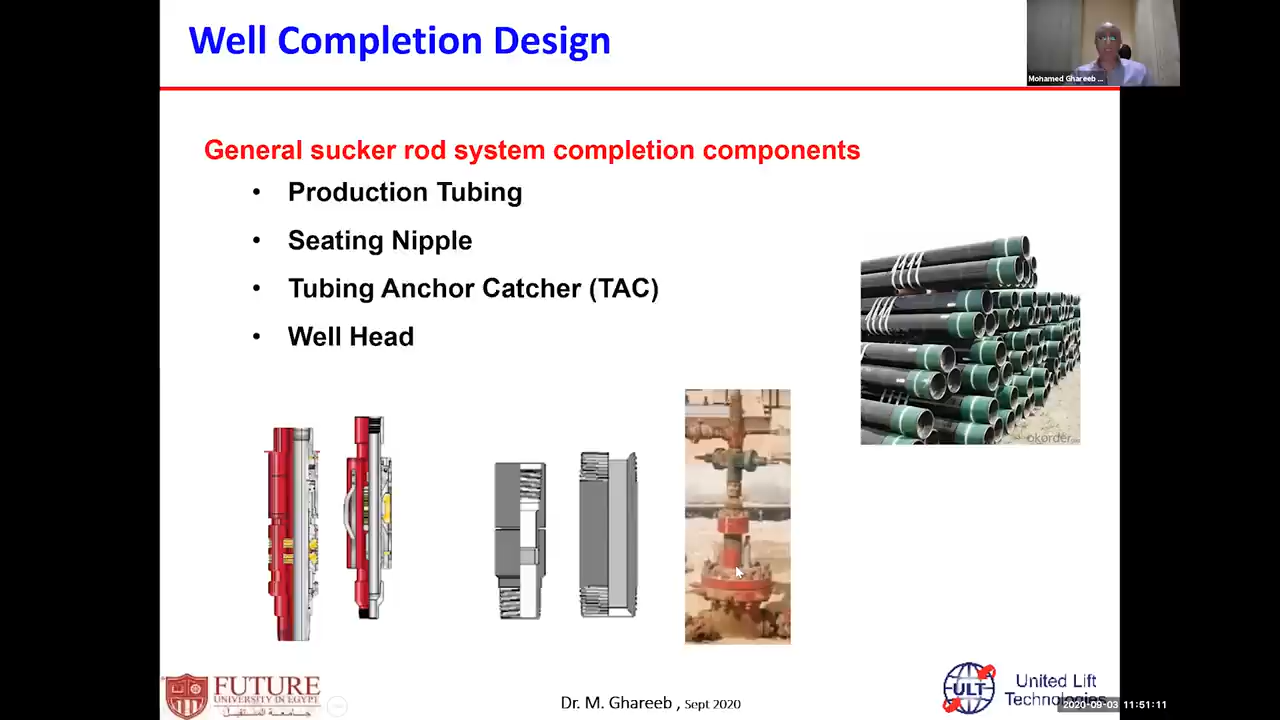 Well Completion Design
Mohamed Ghareeb ...
General sucker rod system completion components
• Production Tubing
• Seating Nipple
• Tubing Anchor Catcher (TAC)
• Well Head
okorder
FUTURE
UNIVERSITY IN EGYPT
جامعة المستقبل
Dr. M. Ghareeb , Sept 2020
ULT
United Lift
Technologies
2020-09-03 11:51:11